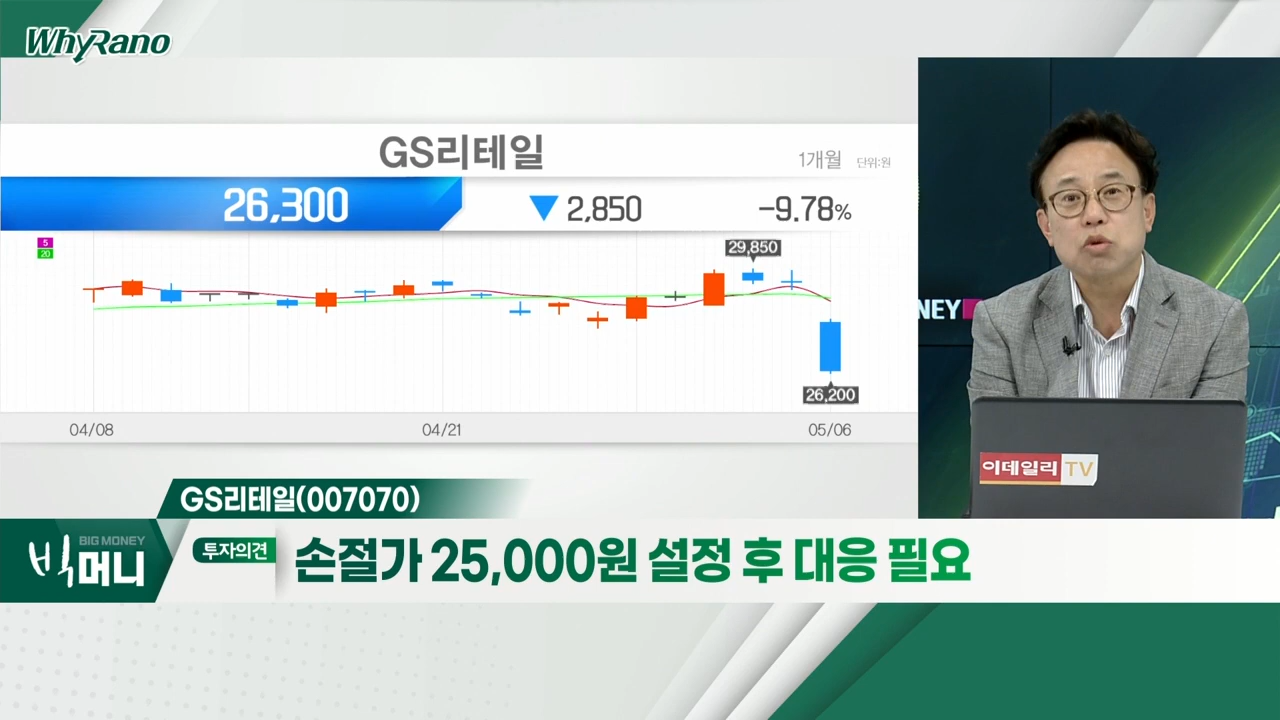 WhyRano
GS리테일
1개월 단위:원
26,300 ▼ 2,850 -9.78%
5
20
29,850
26,200
04/08 04/21 05/06
NEY
이데일리 TV
GS리테일(007070)
BIG MONEY
빅머니
투자의견
손절가 25,000원 설정 후 대응 필요